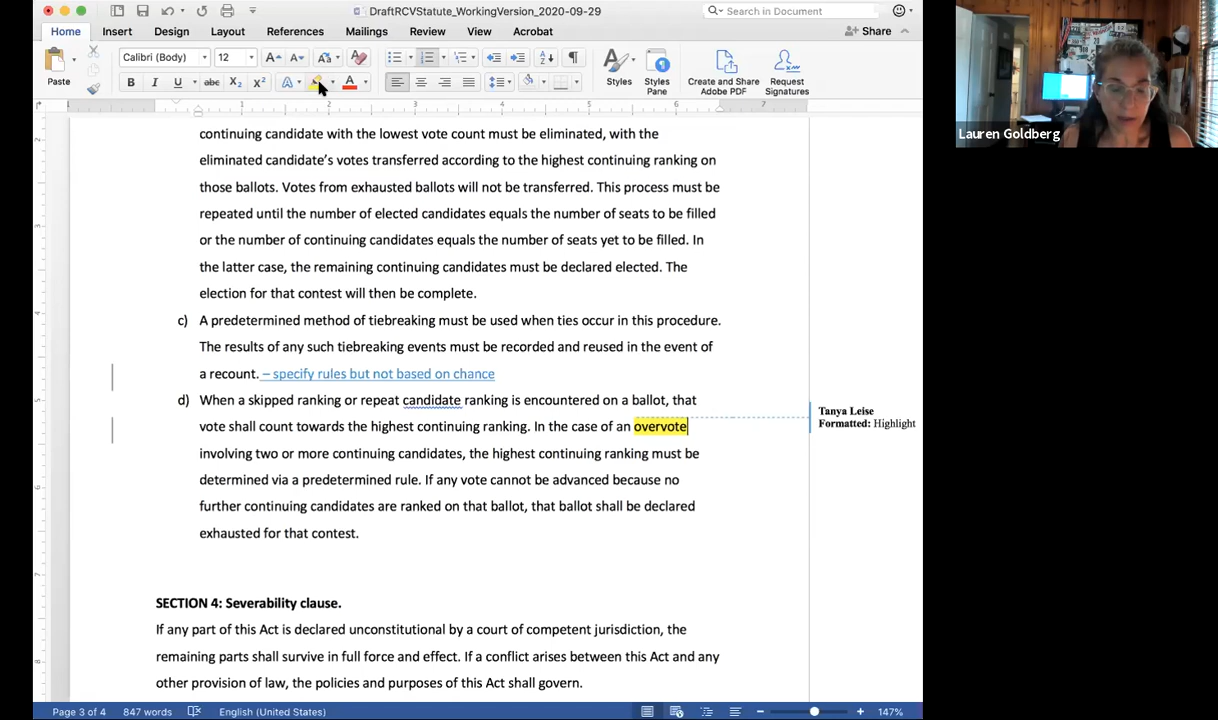 DraftRCVStatute_WorkingVersion_2020-09-29
Search in Document
Home Insert Design Layout References Mailings Review View Acrobat
Share
Calibri (Body) 12
Paste
Styles
Styles Pane
Create and Share Adobe PDF
Request Signatures
Lauren Goldberg
continuing candidate with the lowest vote count must be eliminated, with the
eliminated candidate's votes transferred according to the highest continuing ranking on
those ballots. Votes from exhausted ballots will not be transferred. This process must be
repeated until the number of elected candidates equals the number of seats to be filled
or the number of continuing candidates equals the number of seats yet to be filled. In
the latter case, the remaining continuing candidates must be declared elected. The
election for that contest will then be complete.
c) A predetermined method of tiebreaking must be used when ties occur in this procedure.
The results of any such tiebreaking events must be recorded and reused in the event of
a recount. – specify rules but not based on chance
d) When a skipped ranking or repeat candidate ranking is encountered on a ballot, that
vote shall count towards the highest continuing ranking. In the case of an overvote
involving two or more continuing candidates, the highest continuing ranking must be
determined via a predetermined rule. If any vote cannot be advanced because no
further continuing candidates are ranked on that ballot, that ballot shall be declared
exhausted for that contest.
Tanya Leise
Formatted: Highlight
SECTION 4: Severability clause.
If any part of this Act is declared unconstitutional by a court of competent jurisdiction, the
remaining parts shall survive in full force and effect. If a conflict arises between this Act and any
other provision of law, the policies and purposes of this Act shall govern.
Page 3 of 4 847 words English (United States) 147%